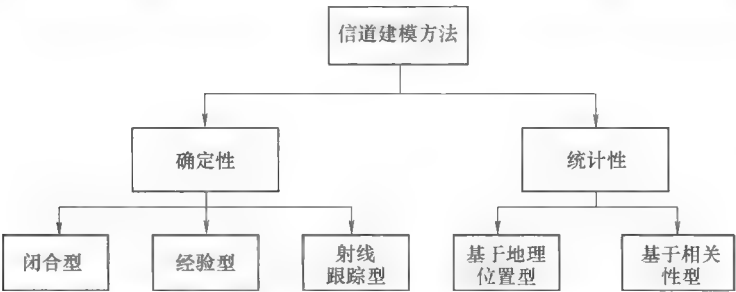 信道建模方法
确定性
统计性
闭合型
经验型
射线
跟踪型
基于地理
位置型
基于相关
性型